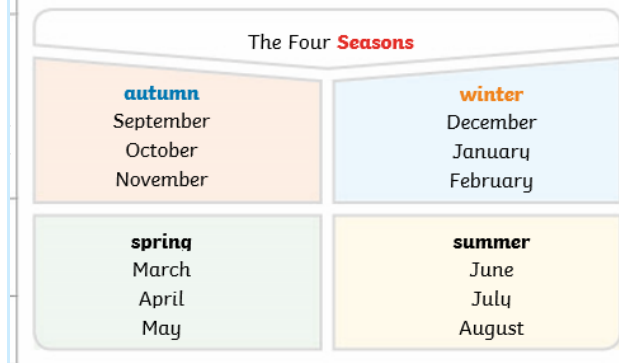 The Four Seasons
autumn
September
October
November
winter
December
January
February
spring
March
April
May
summer
June
July
August